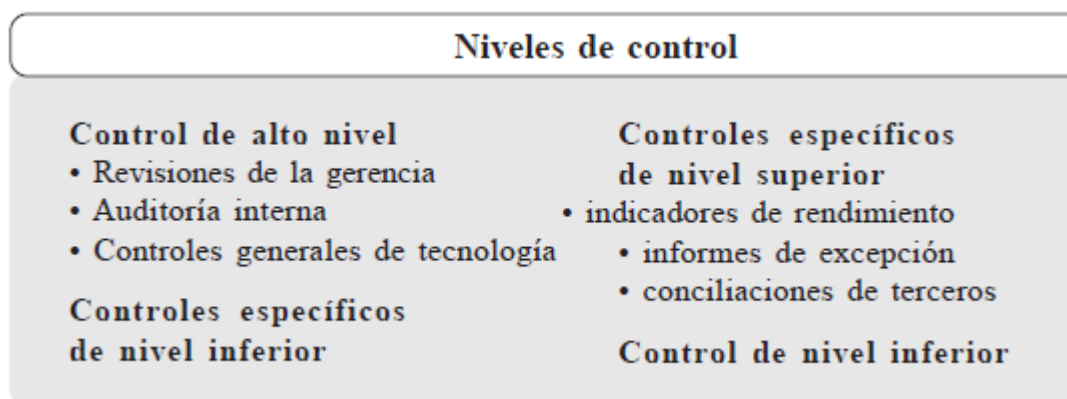 Niveles de control
Control de alto nivel
• Revisiones de la gerencia
• Auditoría interna
• Controles generales de tecnología
Controles específicos
de nivel inferior
Controles específicos
de nivel superior
• indicadores de rendimiento
• informes de excepción
• conciliaciones de terceros
Control de nivel inferior